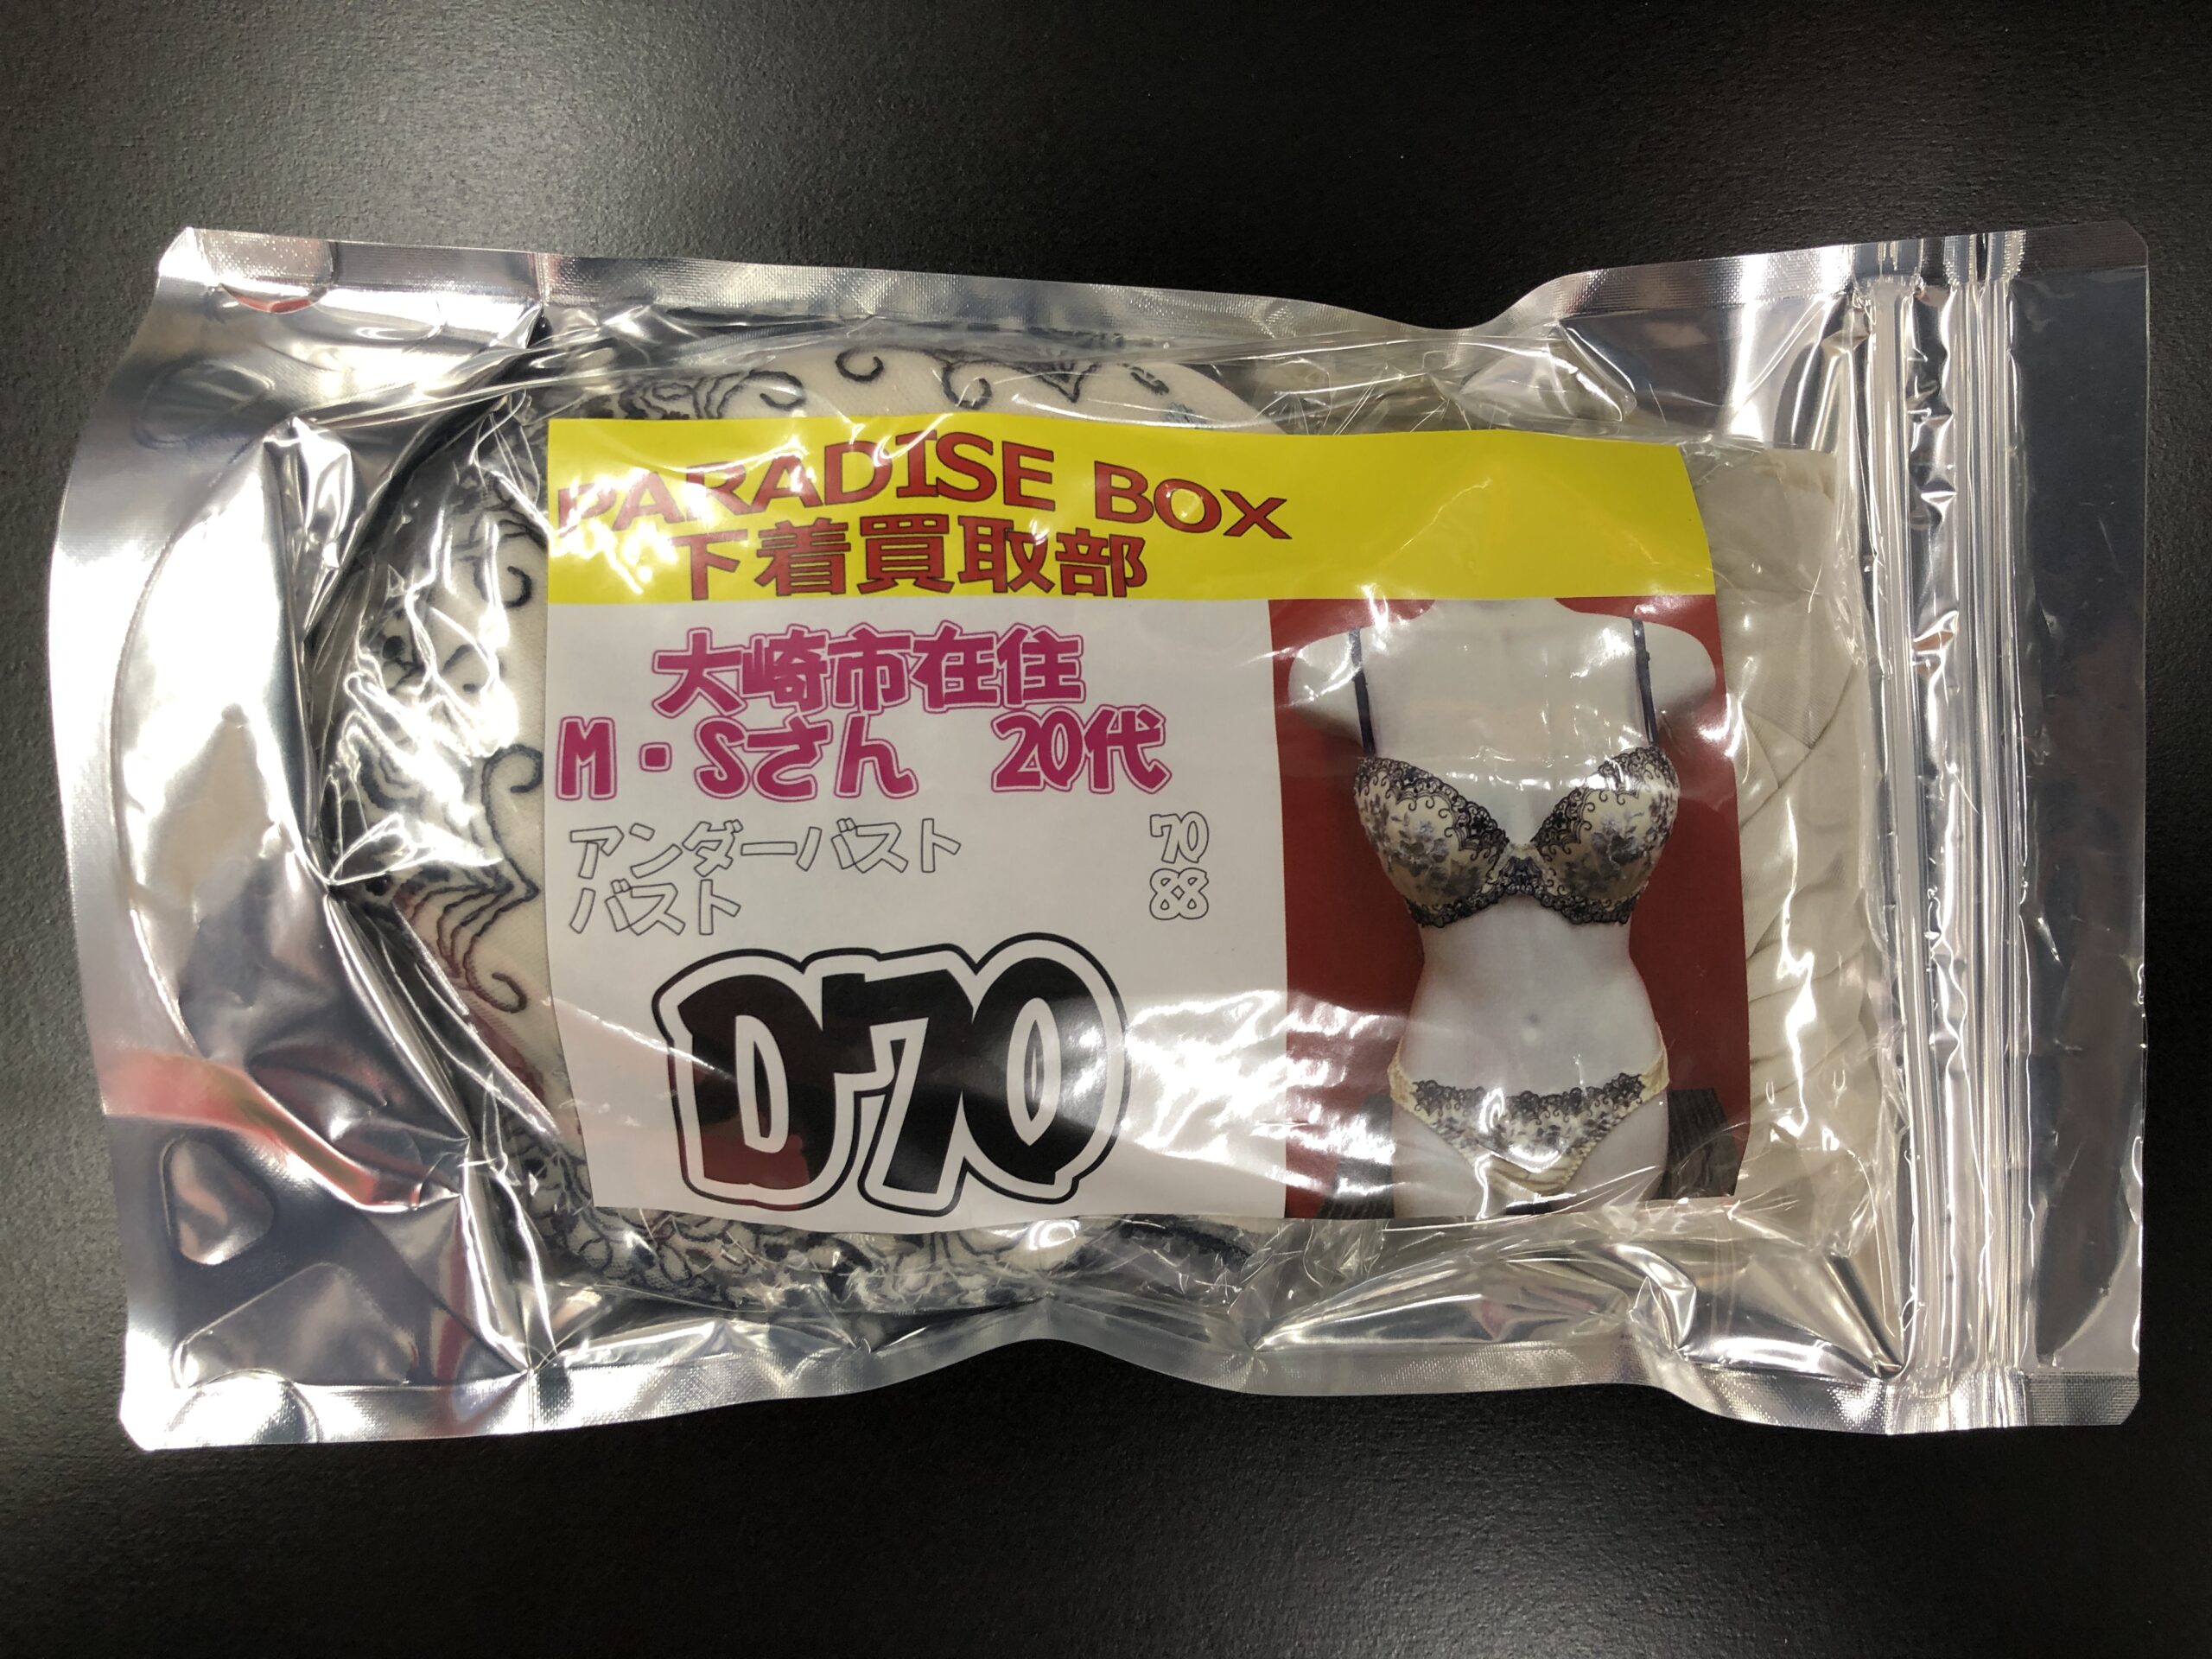 PARADISE BOX
下着買取部
大崎市在住
M・Sさん 20代
アンダーバスト 70
バスト 88
D70